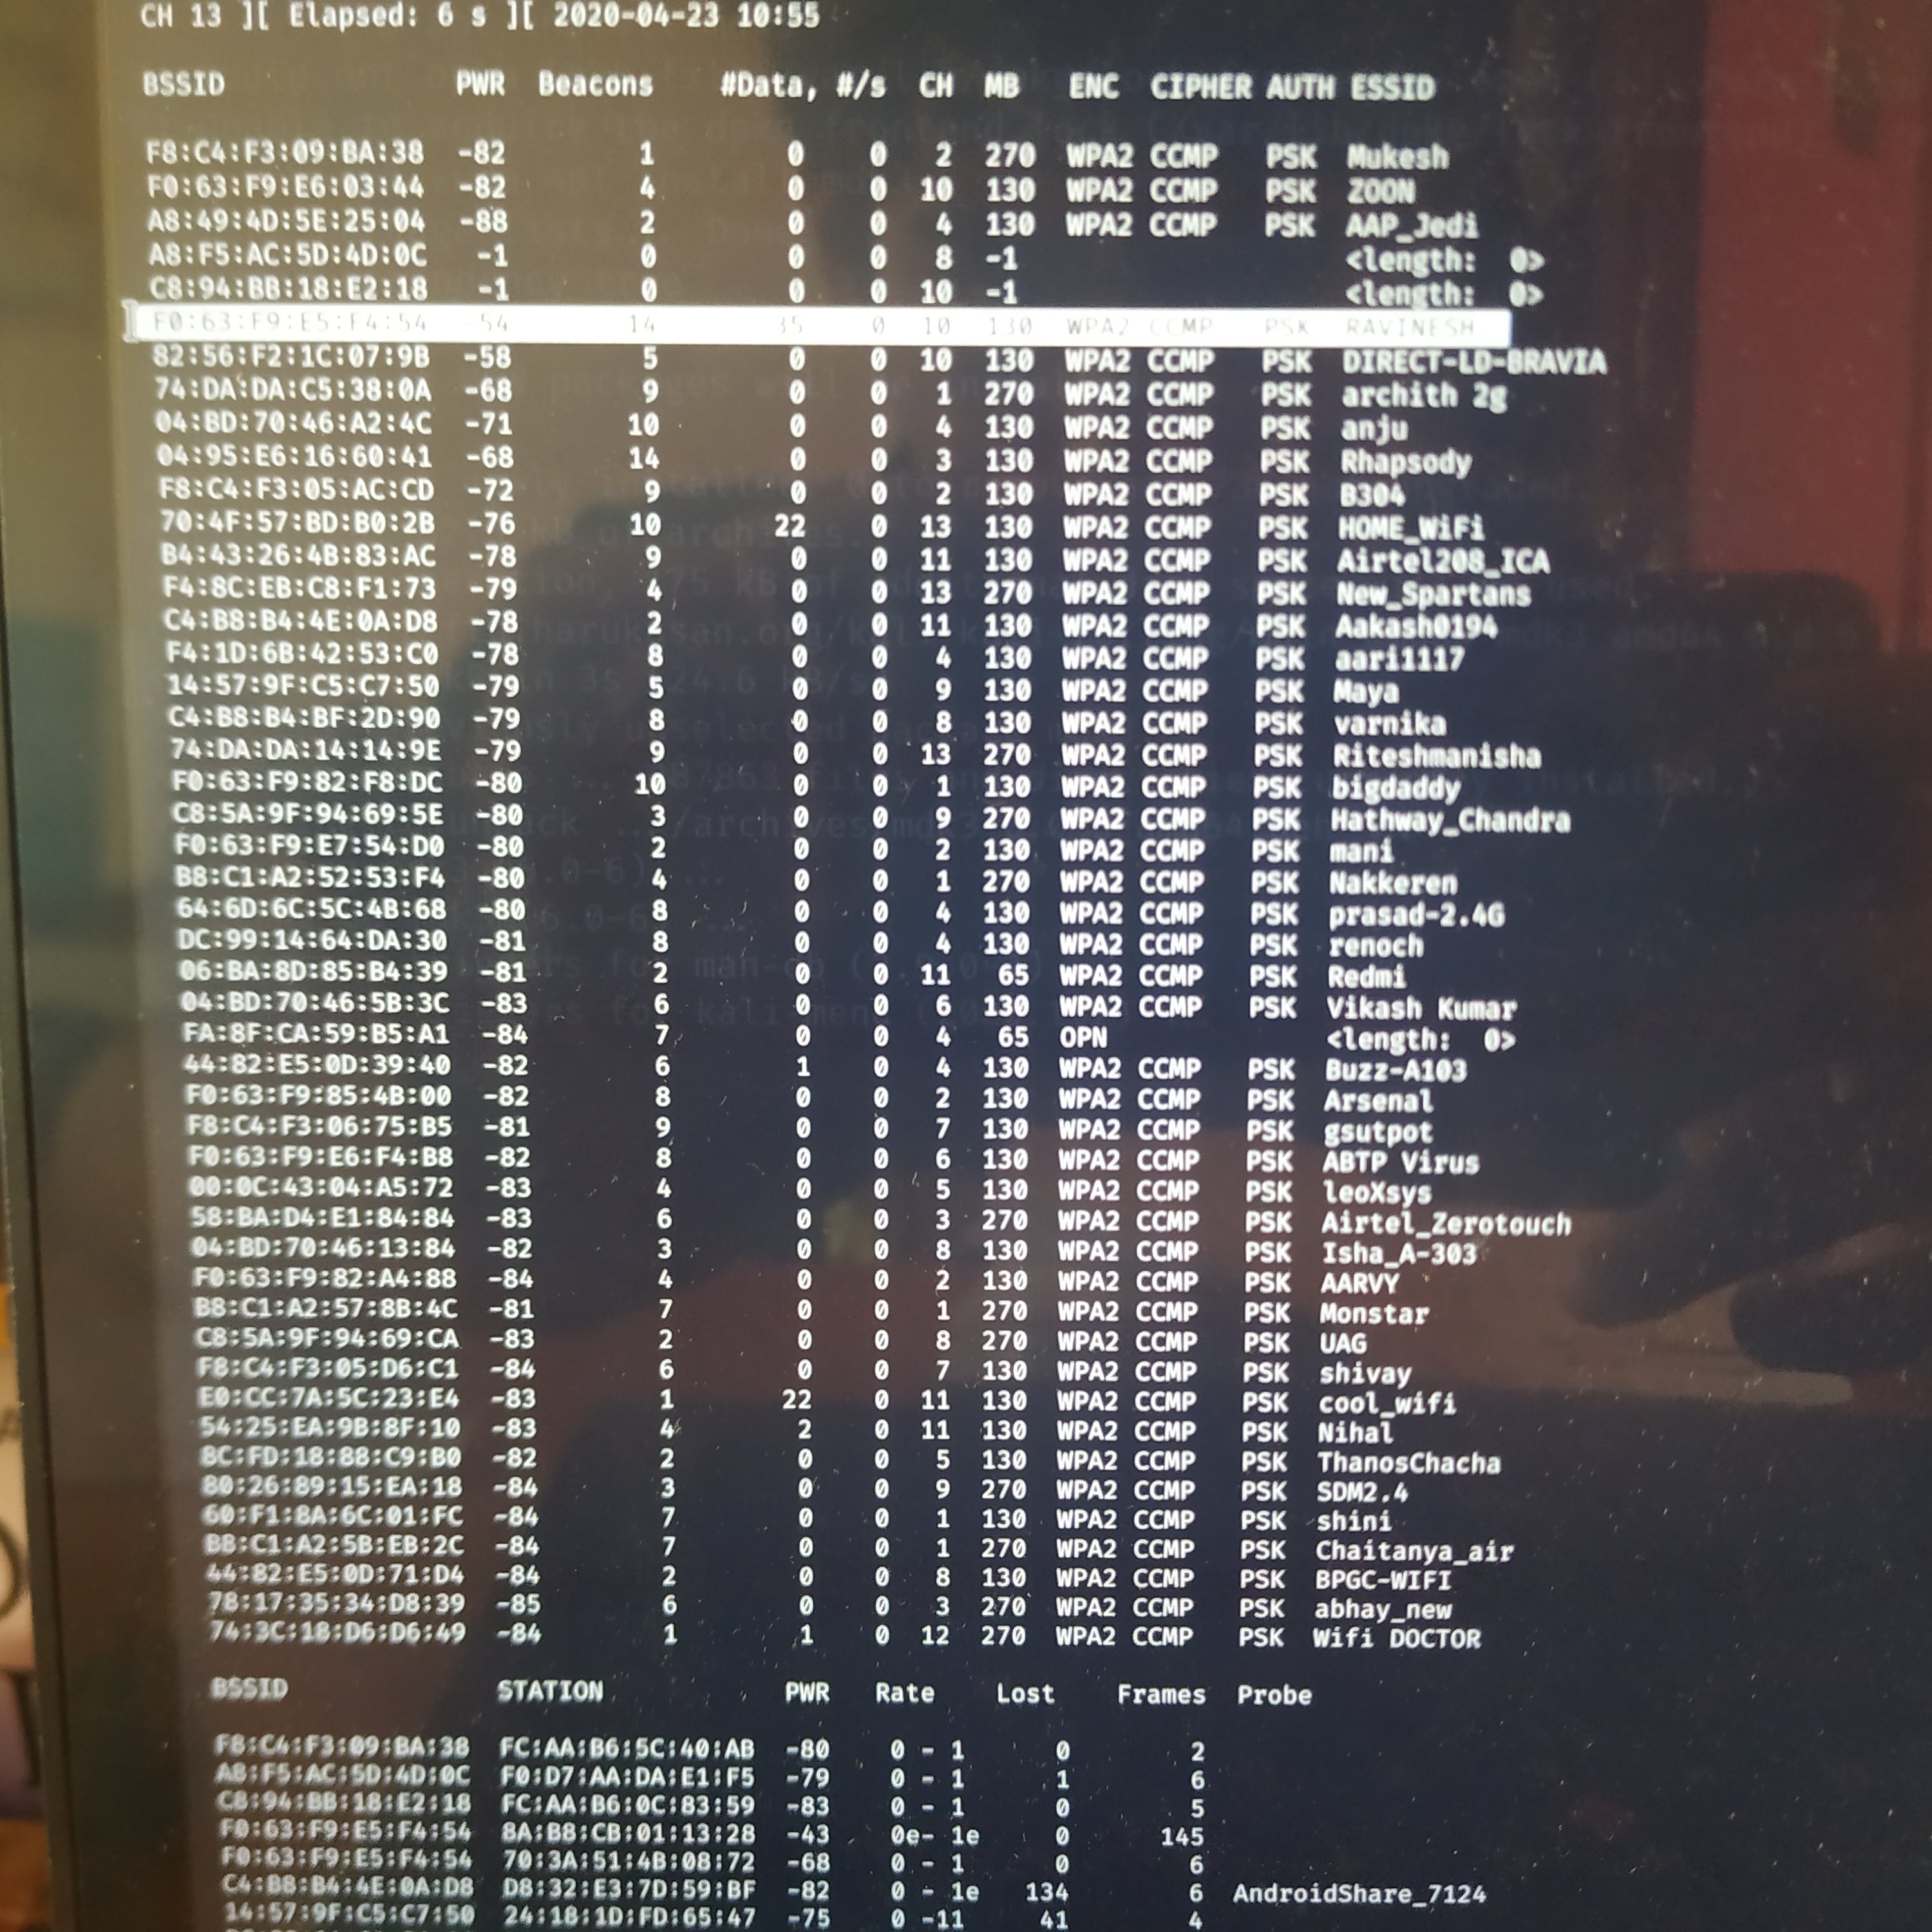 CH 13 ][ Elapsed: 6 s ][ 2020-04-23 10:55
BSSID PWR Beacons #Data, #/s CH MB ENC CIPHER AUTH ESSID
F8:C4:F3:09:BA:38 -82 1 0 0 2 270 WPA2 CCMP PSK Mukesh
F0:63:F9:E6:03:44 -82 4 0 0 10 130 WPA2 CCMP PSK ZOON
A8:49:4D:5E:25:04 -88 2 0 0 4 130 WPA2 CCMP PSK AAP_Jedi
A8:F5:AC:5D:4D:0C -1 0 0 0 8 -1 <length: 0>
C8:94:BB:18:E2:18 -1 0 0 0 10 -1 <length: 0>
F0:63:F9:E5:F4:54 -54 14 35 0 10 130 WPA2 CCMP PSK RAVINESH
82:56:F2:1C:07:9B -58 5 0 0 10 130 WPA2 CCMP PSK DIRECT-LD-BRAVIA
74:DA:DA:C5:38:0A -68 9 0 0 1 270 WPA2 CCMP PSK archith 2g
04:BD:70:46:A2:4C -71 10 0 0 4 130 WPA2 CCMP PSK anju
04:95:E6:16:60:41 -68 14 0 0 3 130 WPA2 CCMP PSK Rhapsody
F8:C4:F3:05:AC:CD -72 9 0 0 2 130 WPA2 CCMP PSK B304
70:4F:57:BD:B0:2B -76 10 22 0 13 130 WPA2 CCMP PSK HOME_WiFi
B4:43:26:4B:83:AC -78 9 0 0 11 130 WPA2 CCMP PSK Airtel208_ICA
F4:8C:EB:C8:F1:73 -79 4 0 0 13 270 WPA2 CCMP PSK New_Spartans
C4:B8:B4:4E:0A:D8 -78 2 0 0 11 130 WPA2 CCMP PSK Aakash0194
F4:1D:6B:42:53:C0 -78 8 0 0 4 130 WPA2 CCMP PSK aari1117
14:57:9F:C5:C7:50 -79 5 0 0 9 130 WPA2 CCMP PSK Maya
C4:B8:B4:BF:2D:90 -79 8 0 0 8 130 WPA2 CCMP PSK varnika
74:DA:DA:14:14:9E -79 9 0 0 13 270 WPA2 CCMP PSK Riteshmanisha
F0:63:F9:82:F8:DC -80 10 0 0 1 130 WPA2 CCMP PSK bigdaddy
C8:5A:9F:94:69:5E -80 3 0 0 9 270 WPA2 CCMP PSK Hathway_Chandra
F0:63:F9:E7:54:D0 -80 2 0 0 2 130 WPA2 CCMP PSK mani
B8:C1:A2:52:53:F4 -80 4 0 0 1 270 WPA2 CCMP PSK Nakkeren
64:6D:6C:5C:4B:68 -80 8 0 0 4 130 WPA2 CCMP PSK prasad-2.4G
DC:99:14:64:DA:30 -81 8 0 0 4 130 WPA2 CCMP PSK renoch
06:BA:8D:85:B4:39 -81 2 0 0 11 65 WPA2 CCMP PSK Redmi
04:BD:70:46:5B:3C -83 6 0 0 6 130 WPA2 CCMP PSK Vikash Kumar
FA:8F:CA:59:B5:A1 -84 7 0 0 4 65 OPN <length: 0>
44:82:E5:0D:39:40 -82 6 1 0 4 130 WPA2 CCMP PSK Buzz-A103
F0:63:F9:85:4B:00 -82 8 0 0 2 130 WPA2 CCMP PSK Arsenal
F8:C4:F3:06:75:B5 -81 9 0 0 7 130 WPA2 CCMP PSK gsutpot
F0:63:F9:E6:F4:B8 -82 8 0 0 6 130 WPA2 CCMP PSK ABTP Virus
00:0C:43:04:A5:72 -83 4 0 0 5 130 WPA2 CCMP PSK leoXsys
58:BA:D4:E1:84:84 -83 6 0 0 3 270 WPA2 CCMP PSK Airtel_Zerotouch
04:BD:70:46:13:84 -82 3 0 0 8 130 WPA2 CCMP PSK Isha_A-303
F0:63:F9:82:A4:88 -84 4 0 0 2 130 WPA2 CCMP PSK AARVY
B8:C1:A2:57:8B:4C -81 7 0 0 1 270 WPA2 CCMP PSK Monstar
C8:5A:9F:94:69:CA -83 2 0 0 8 270 WPA2 CCMP PSK UAG
F8:C4:F3:05:D6:C1 -84 6 0 0 7 130 WPA2 CCMP PSK shivay
E0:CC:7A:5C:23:E4 -83 1 22 0 11 130 WPA2 CCMP PSK cool_wifi
54:25:EA:9B:8F:10 -83 4 2 0 11 130 WPA2 CCMP PSK Nihal
8C:FD:18:88:C9:B0 -82 2 0 0 5 130 WPA2 CCMP PSK ThanosChacha
80:26:89:15:EA:18 -84 3 0 0 9 270 WPA2 CCMP PSK SDM2.4
60:F1:8A:6C:01:FC -84 7 0 0 1 130 WPA2 CCMP PSK shini
B8:C1:A2:5B:EB:2C -84 7 0 0 1 270 WPA2 CCMP PSK Chaitanya_air
44:82:E5:0D:71:D4 -84 2 0 0 8 130 WPA2 CCMP PSK BPGC-WIFI
78:17:35:34:D8:39 -85 6 0 0 3 270 WPA2 CCMP PSK abhay_new
74:3C:18:D6:D6:49 -84 1 1 0 12 270 WPA2 CCMP PSK Wifi DOCTOR
BSSID STATION PWR Rate Lost Frames Probe
F8:C4:F3:09:BA:38 FC:AA:B6:5C:40:AB -80 0 - 1 0 2
A8:F5:AC:5D:4D:0C F0:D7:AA:DA:E1:F5 -79 0 - 1 1 6
C8:94:BB:18:E2:18 FC:AA:B6:0C:83:59 -83 0 - 1 0 5
F0:63:F9:E5:F4:54 8A:B8:CB:01:13:28 -43 0e- 1e 0 145
F0:63:F9:E5:F4:54 70:3A:51:4B:08:72 -68 0 - 1 0 6
C4:B8:B4:4E:0A:D8 D8:32:E3:7D:59:BF -82 0 - 1e 134 6 AndroidShare_7124
14:57:9F:C5:C7:50 24:18:1D:FD:65:47 -75 0 -11 41 4